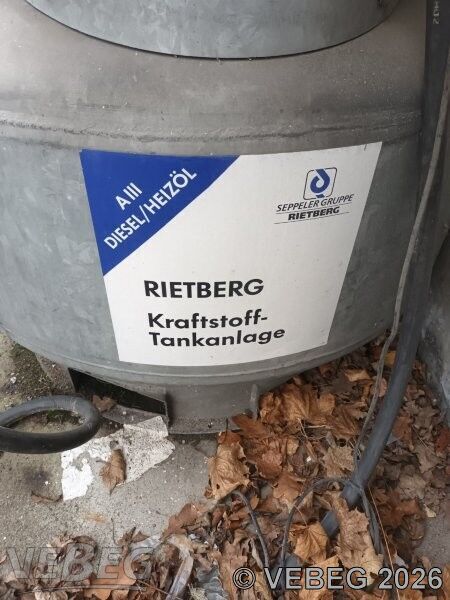 A III
DIESEL/HEIZÖL
SEPPELER GRUPPE
RIETBERG
RIETBERG
Kraftstoff-
Tankanlage
VEBEG
© VEBEG 2026